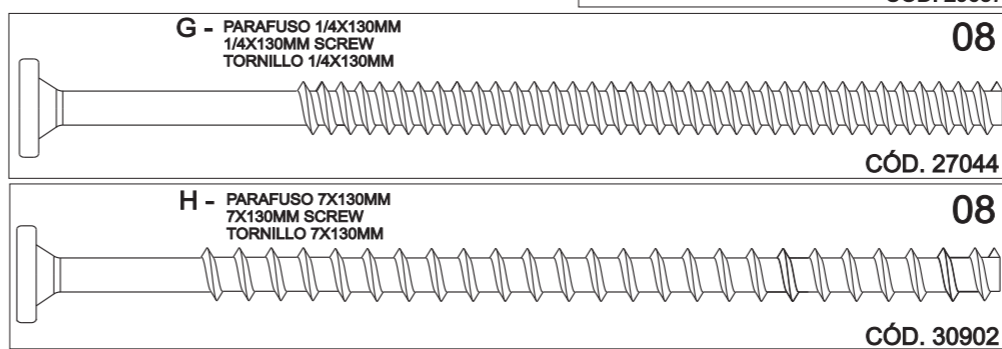 G - PARAFUSO 1/4X130MM
1/4X130MM SCREW
TORNILLO 1/4X130MM
08
CÓD. 27044
H - PARAFUSO 7X130MM
7X130MM SCREW
TORNILLO 7X130MM
08
CÓD. 30902